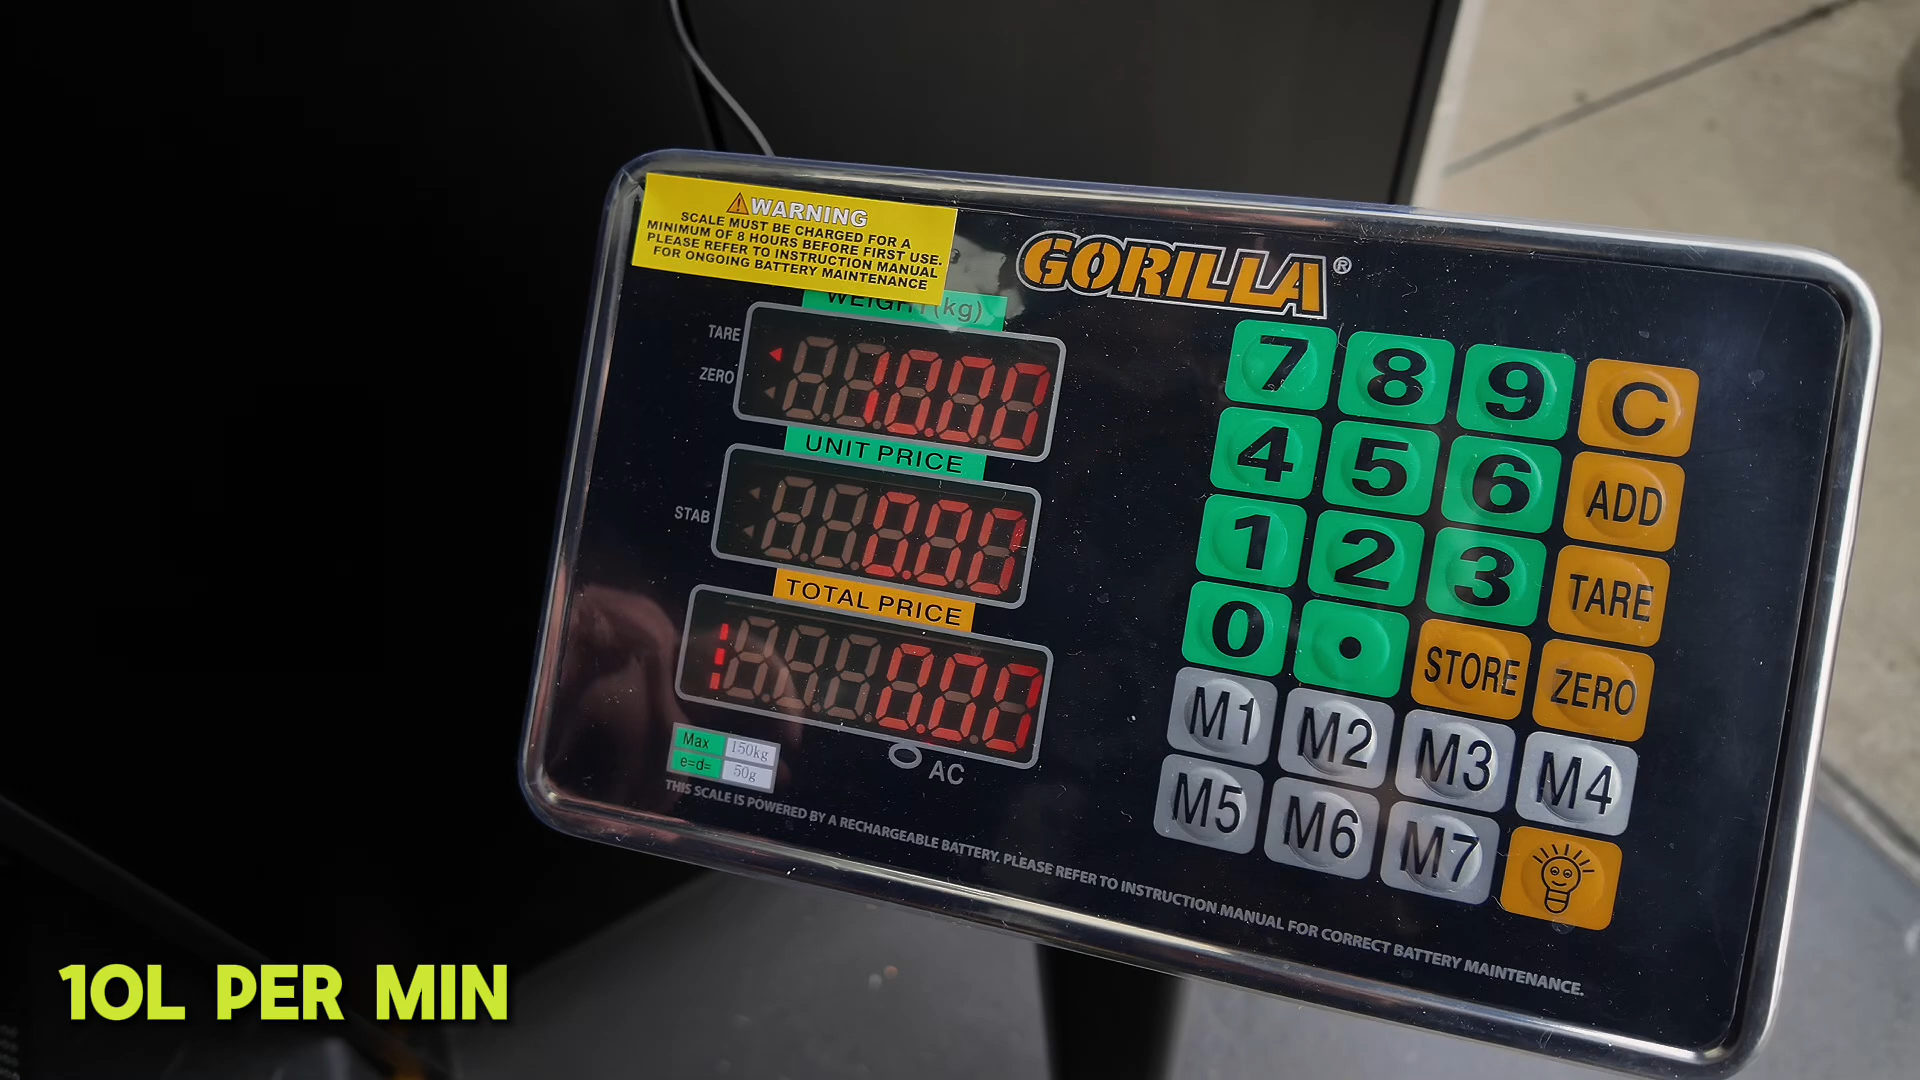 ⚠WARNING
SCALE MUST BE CHARGED FOR A
MINIMUM OF 8 HOURS BEFORE FIRST USE.
PLEASE REFER TO INSTRUCTION MANUAL
FOR ONGOING BATTERY MAINTENANCE
GORILLA®
WEIGHT(kg)
TARE
ZERO
UNIT PRICE
STAB
TOTAL PRICE
Max 150kg
e=d= 50g
AC
7 8 9 C
4 5 6 ADD
1 2 3 TARE
0 . STORE ZERO
M1 M2 M3 M4
M5 M6 M7
THIS SCALE IS POWERED BY A RECHARGEABLE BATTERY. PLEASE REFER TO INSTRUCTION MANUAL FOR CORRECT BATTERY MAINTENANCE.
10L PER MIN